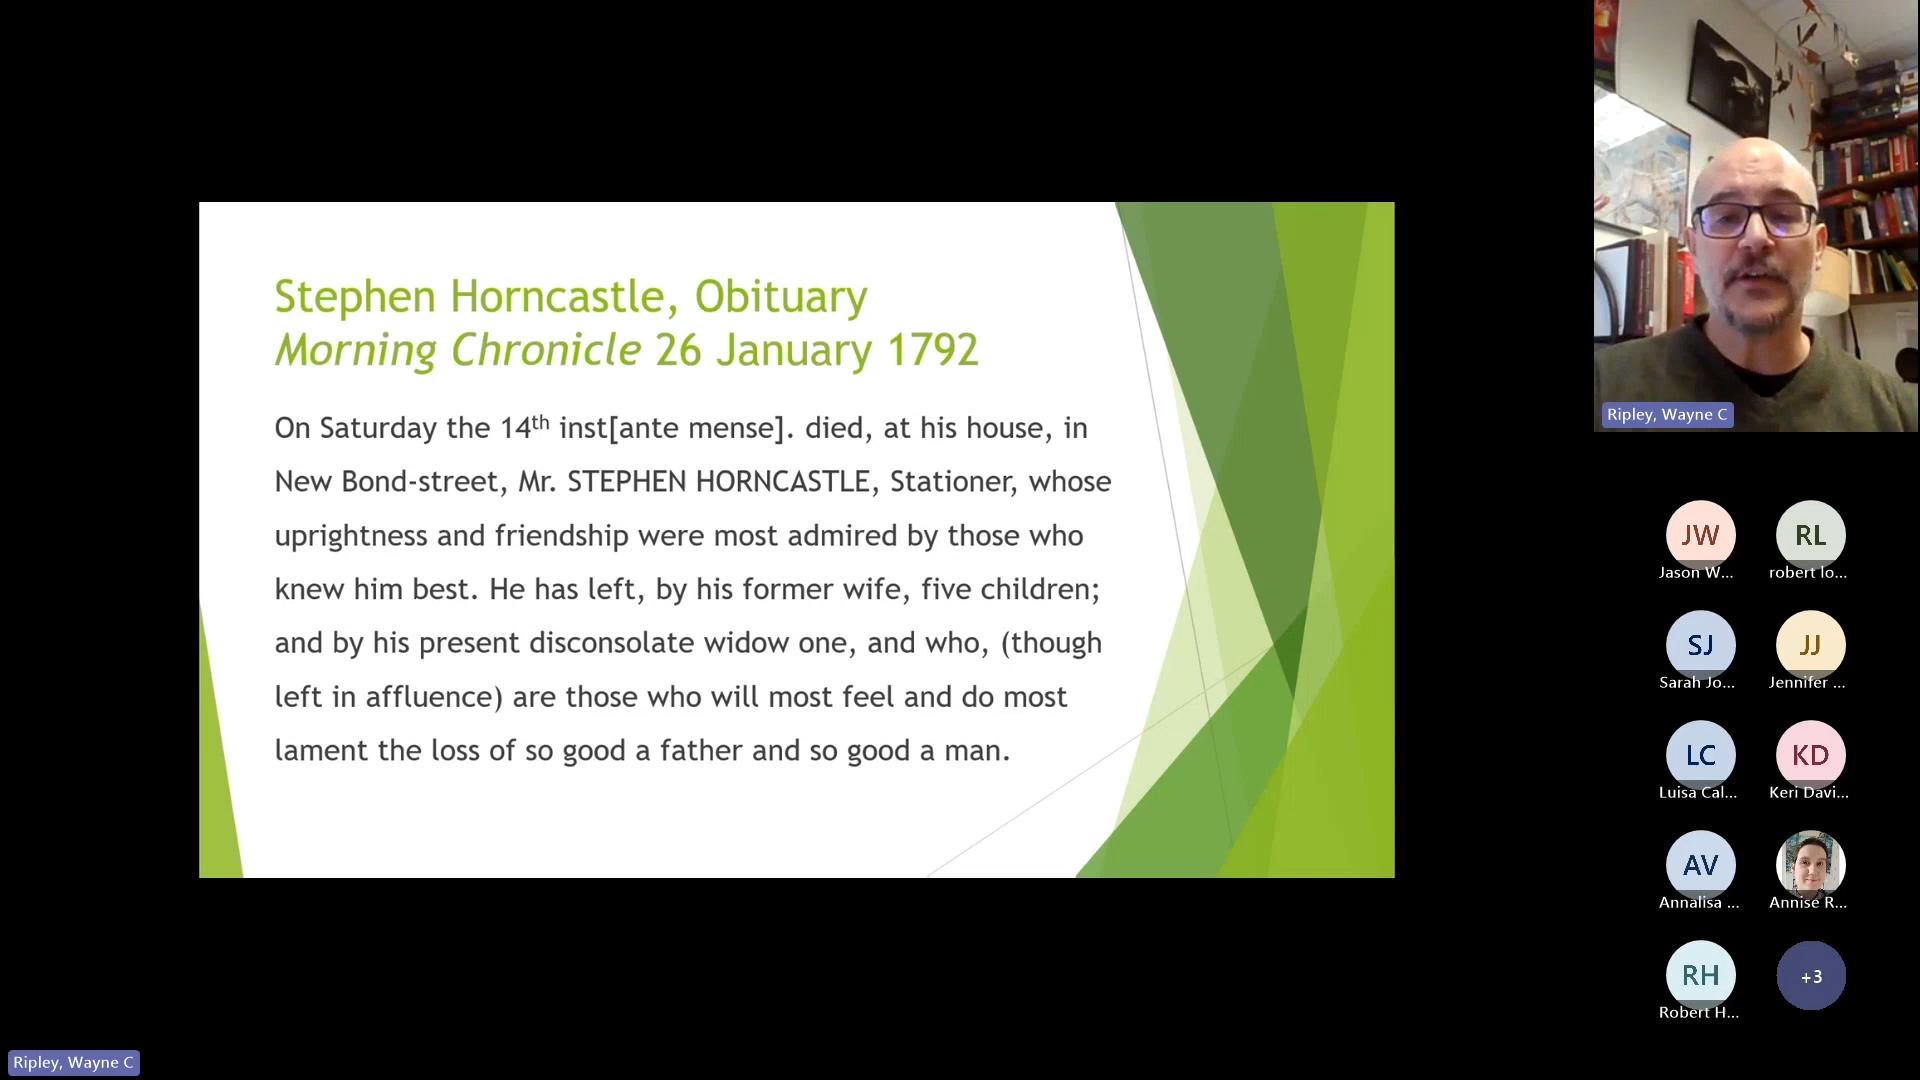 Stephen Horncastle, Obituary
Morning Chronicle 26 January 1792
On Saturday the 14th inst[ante mense]. died, at his house, in
New Bond-street, Mr. STEPHEN HORNCASTLE, Stationer, whose
uprightness and friendship were most admired by those who
knew him best. He has left, by his former wife, five children;
and by his present disconsolate widow one, and who, (though
left in affluence) are those who will most feel and do most
lament the loss of so good a father and so good a man.
Ripley, Wayne C
JW
Jason W...
RL
robert lo...
SJ
Sarah Jo...
JJ
Jennifer ...
LC
Luisa Cal...
KD
Keri Davi...
AV
Annalisa ...
Annise R...
RH
Robert H...
+3
Ripley, Wayne C